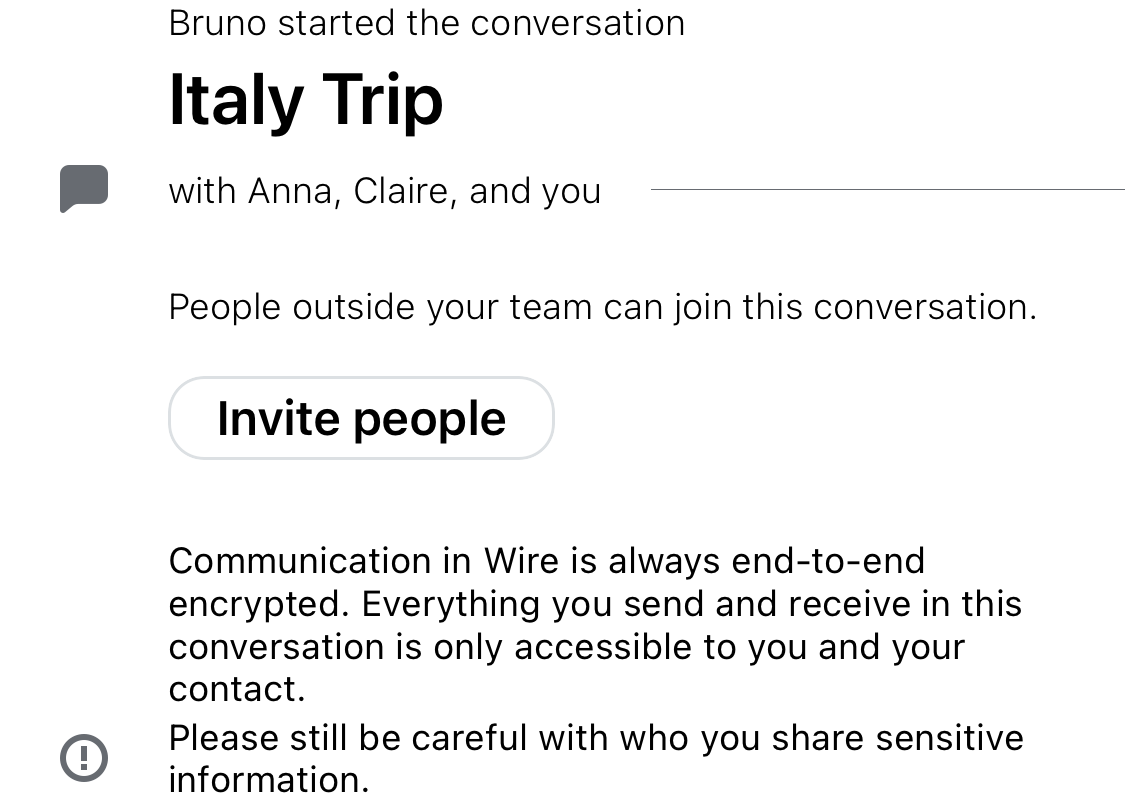 Bruno started the conversation
Italy Trip
with Anna, Claire, and you
People outside your team can join this conversation.
Invite people
Communication in Wire is always end-to-end
encrypted. Everything you send and receive in this
conversation is only accessible to you and your
contact.
Please still be careful with who you share sensitive
information.